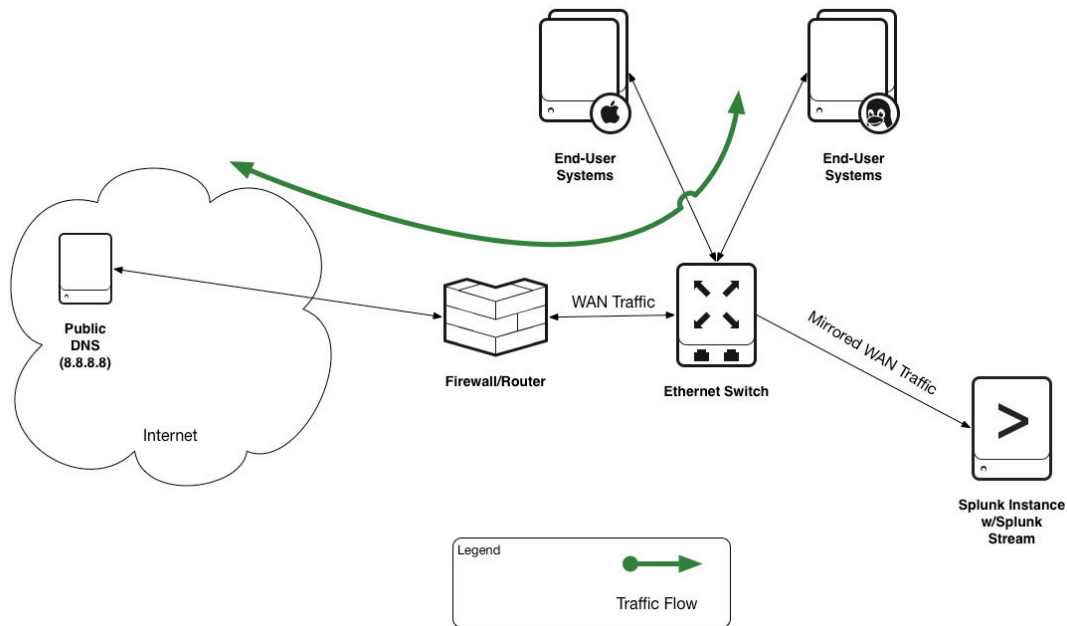 End-User
Systems
End-User
Systems
Public
DNS
(8.8.8.8)
Internet
Firewall/Router
WAN Traffic
Ethernet Switch
Mirrored WAN Traffic
>
Splunk Instance
w/Splunk
Stream
Legend
Traffic Flow